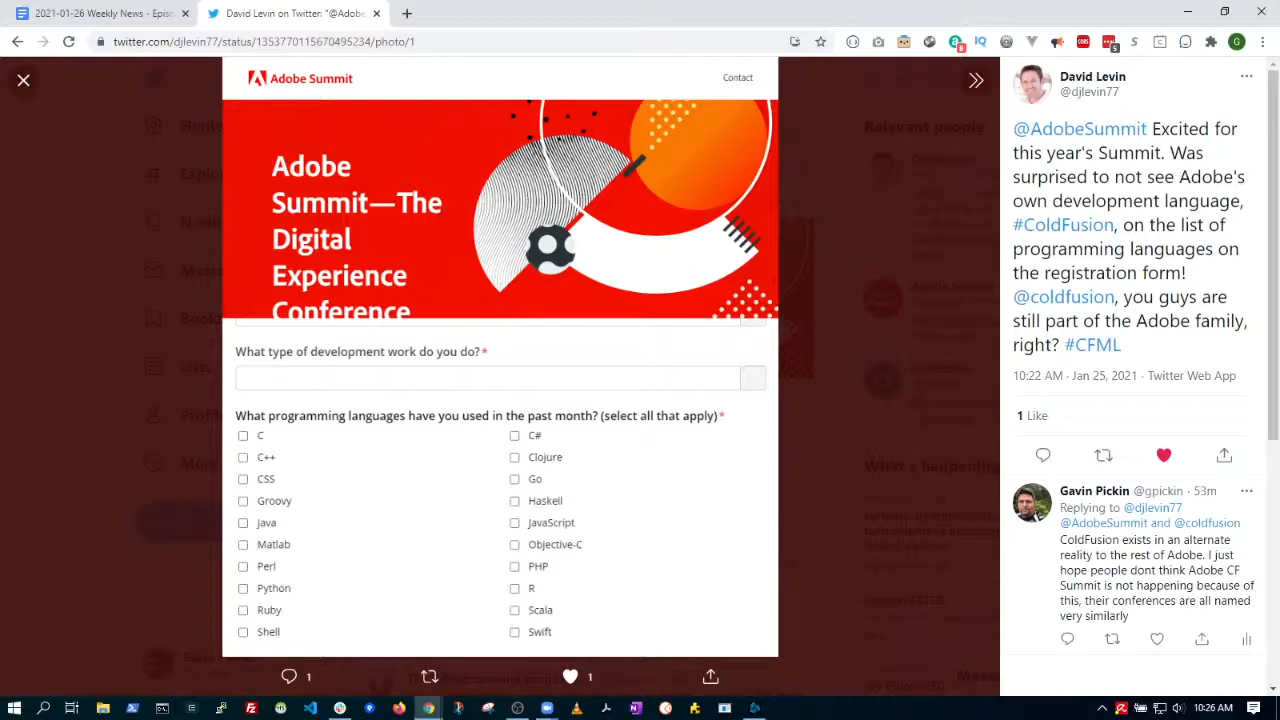 2021-01-26 Weekly News - Episo
David Levin on Twitter: "@Adobe
twitter.com/djlevin77/status/1353770115670495234/photo/1
Adobe Summit
Contact
Adobe
Summit—The
Digital
Experience
Conference
What type of development work do you do?*
What programming languages have you used in the past month? (select all that apply)*
C
C#
C++
Clojure
CSS
Go
Groovy
Haskell
Java
JavaScript
Matlab
Objective-C
Perl
PHP
Python
R
Ruby
Scala
Shell
Swift
1
1
Relevant people
David Levin
@djlevin77
@AdobeSummit Excited for
this year's Summit. Was
surprised to not see Adobe's
own development language,
#ColdFusion, on the list of
programming languages on
the registration form!
@coldfusion, you guys are
still part of the Adobe family,
right? #CFML
10:22 AM · Jan 25, 2021 · Twitter Web App
1 Like
Gavin Pickin @gpickin · 53m
Replying to @djlevin77
@AdobeSummit and @coldfusion
ColdFusion exists in an alternate
reality to the rest of Adobe. I just
hope people dont think Adobe CF
Summit is not happening because of
this, their conferences are all named
very similarly
10:26 AM